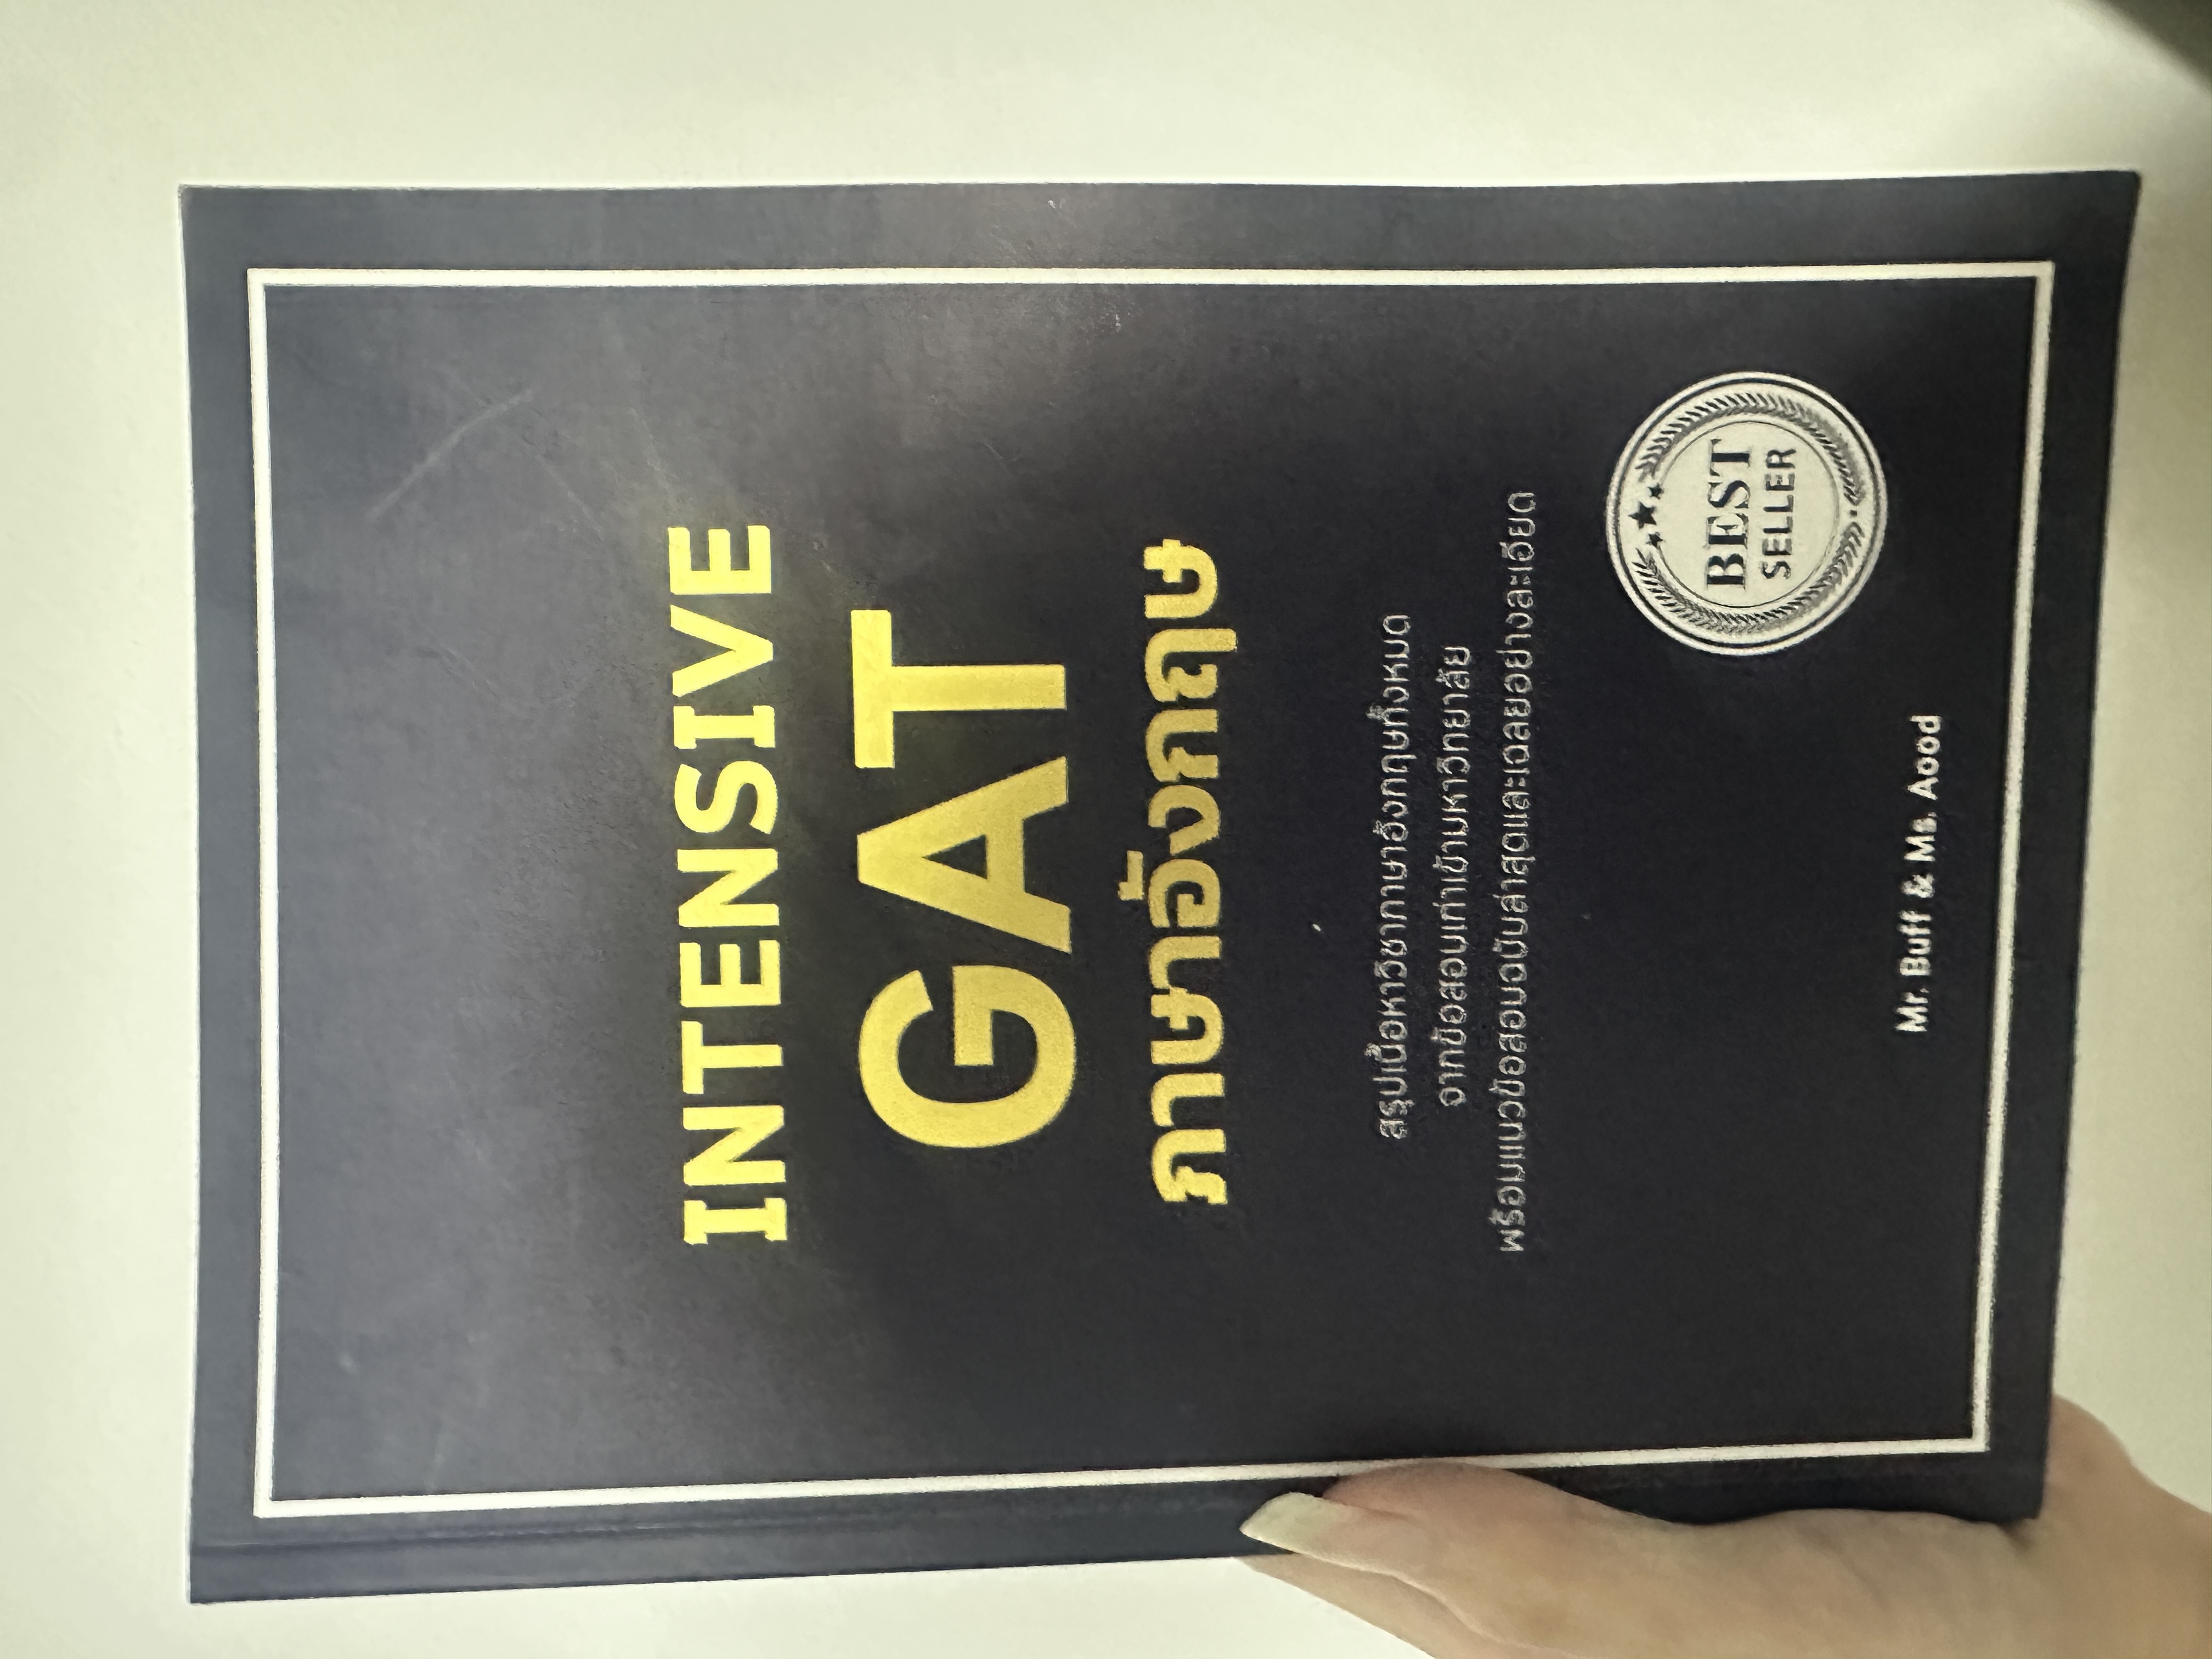 INTENSIVE
GAT
ภาษาอังกฤษ
สรุปเนื้อหาวิชาภาษาอังกฤษทั้งหมด
จากข้อสอบเก่าเข้ามหาวิทยาลัย
พร้อมแนวข้อสอบฉบับล่าสุดและเฉลยอย่างละเอียด
BEST
SELLER
Mr. Buff & Ms. Aood